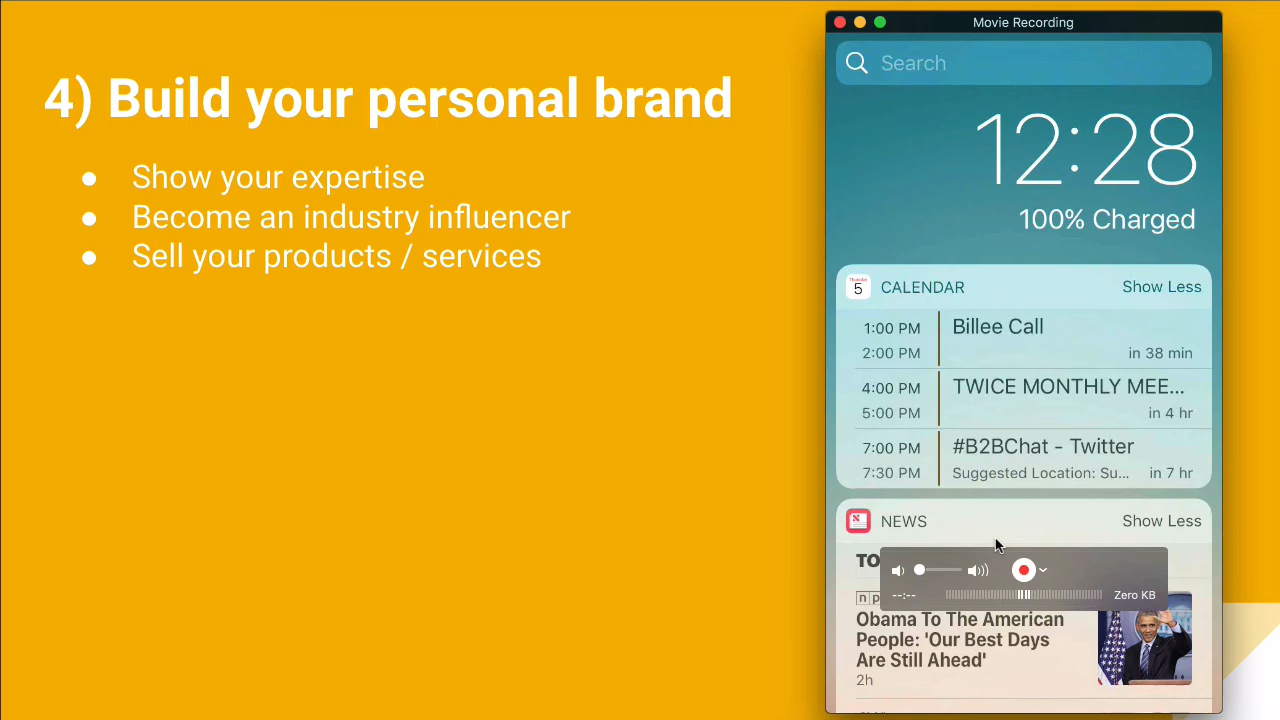 4) Build your personal brand
● Show your expertise
● Become an industry influencer
● Sell your products / services
Movie Recording
Search
12:28
100% Charged
Thursday
5
CALENDAR
Show Less
1:00 PM
Billee Call
2:00 PM
in 38 min
4:00 PM
TWICE MONTHLY MEE...
5:00 PM
in 4 hr
7:00 PM
#B2BChat - Twitter
7:30 PM
Suggested Location: Su...
in 7 hr
NEWS
Show Less
TO
--:--
Zero KB
n p
Obama To The American
People: 'Our Best Days
Are Still Ahead'
2h